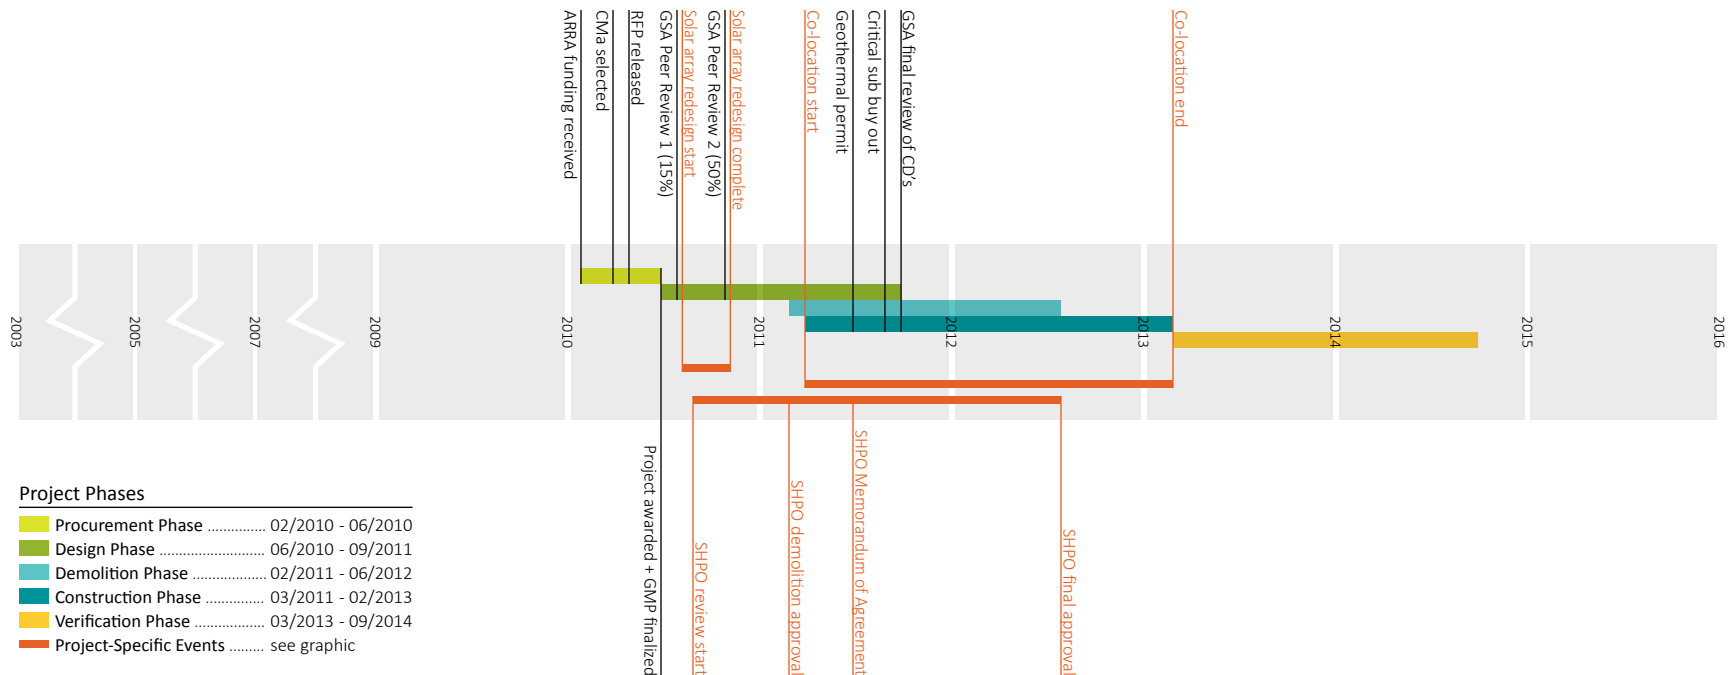 ARRA funding received
CMa selected
RFP released
GSA Peer Review 1 (15%)
Solar array redesign start
GSA Peer Review 2 (50%)
Solar array redesign complete
Co-location start
Geothermal permit
Critical sub buy out
GSA final review of CD's
Co-location end
2003
2005
2007
2009
2010
2011
2012
2013
2014
2015
2016
Project awarded + GMP finalized
SHPO review start
SHPO demolition approval
SHPO Memorandum of Agreement
SHPO final approval
Project Phases
Procurement Phase ............... 02/2010 - 06/2010
Design Phase ........................... 06/2010 - 09/2011
Demolition Phase ................... 02/2011 - 06/2012
Construction Phase ............... 03/2011 - 02/2013
Verification Phase .................. 03/2013 - 09/2014
Project-Specific Events ......... see graphic